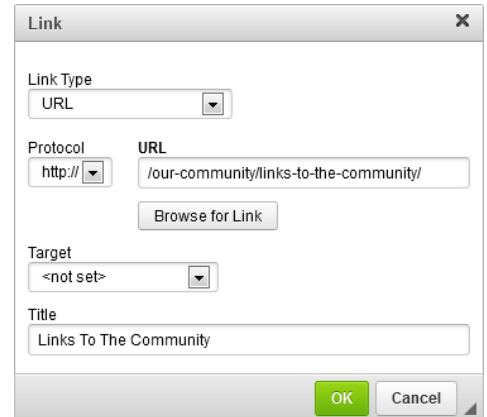 Link
Link Type
URL
Protocol URL
http:// /our-community/links-to-the-community/
Browse for Link
Target
<not set>
Title
Links To The Community
OK Cancel